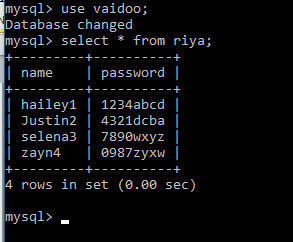 mysql> use vaidoo;
Database changed
mysql> select * from riya;
+---------+----------+
| name    | password |
+---------+----------+
| hailey1 | 1234abcd |
| Justin2 | 4321dcba |
| selena3 | 7890wxyz |
| zayn4   | 0987zyxw |
+---------+----------+
4 rows in set (0.00 sec)
mysql> _